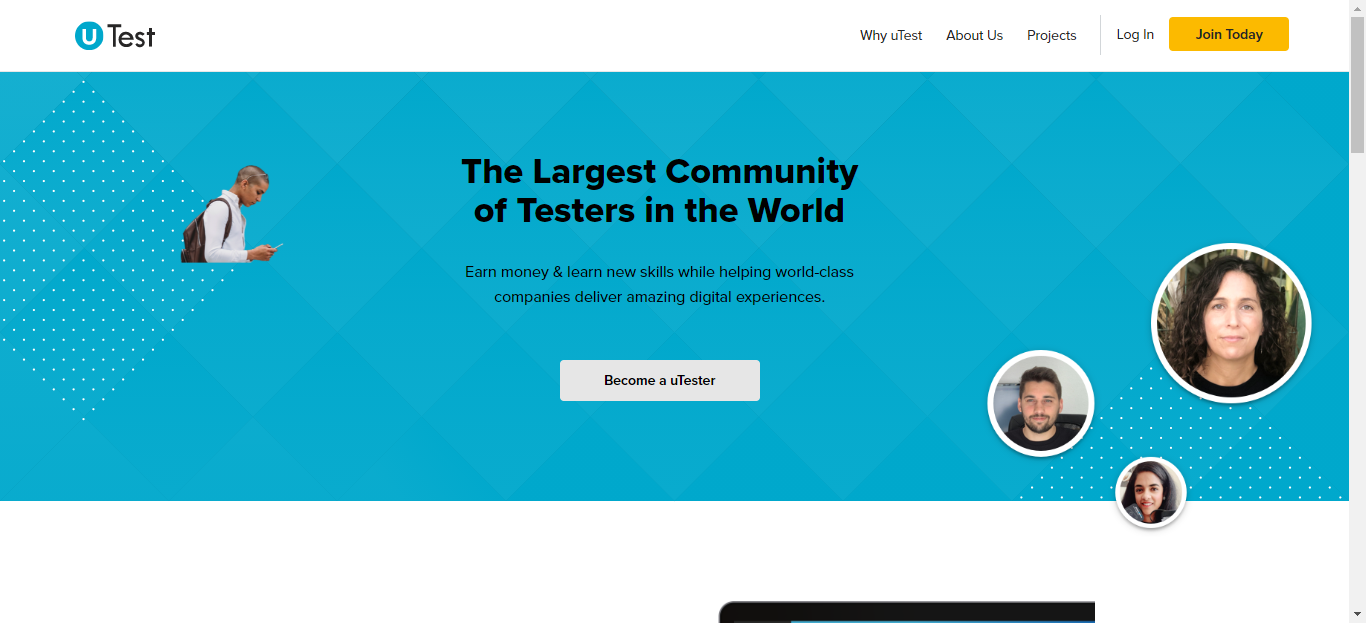 uTest
Why uTest
About Us
Projects
Log In
Join Today
The Largest Community
of Testers in the World
Earn money & learn new skills while helping world-class
companies deliver amazing digital experiences.
Become a uTester